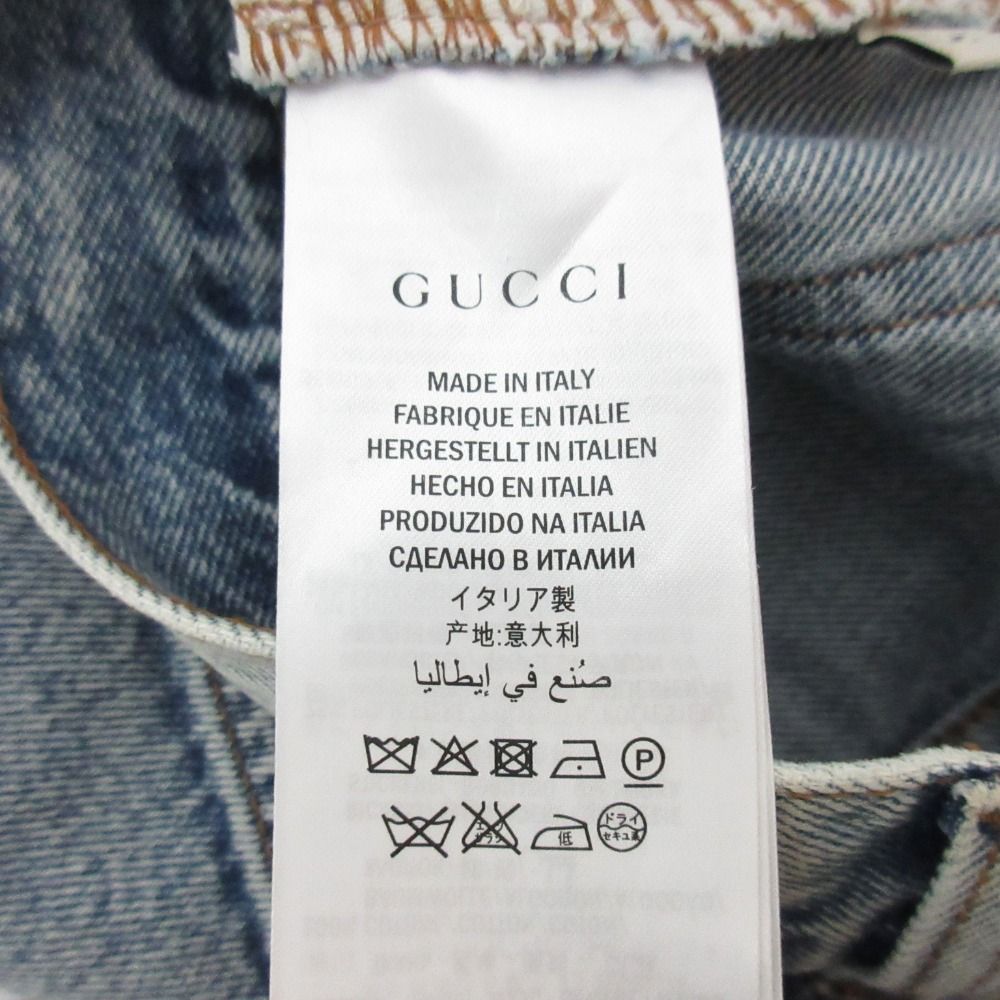 GUCCI
MADE IN ITALY
FABRIQUE EN ITALIE
HERGESTELLT IN ITALIEN
HECHO EN ITALIA
PRODUZIDO NA ITALIA
СДЕЛАНО В ИТАЛИИ
イタリア製
产地:意大利
صُنع في إيطاليا
P
低 ドライ
セキユ系